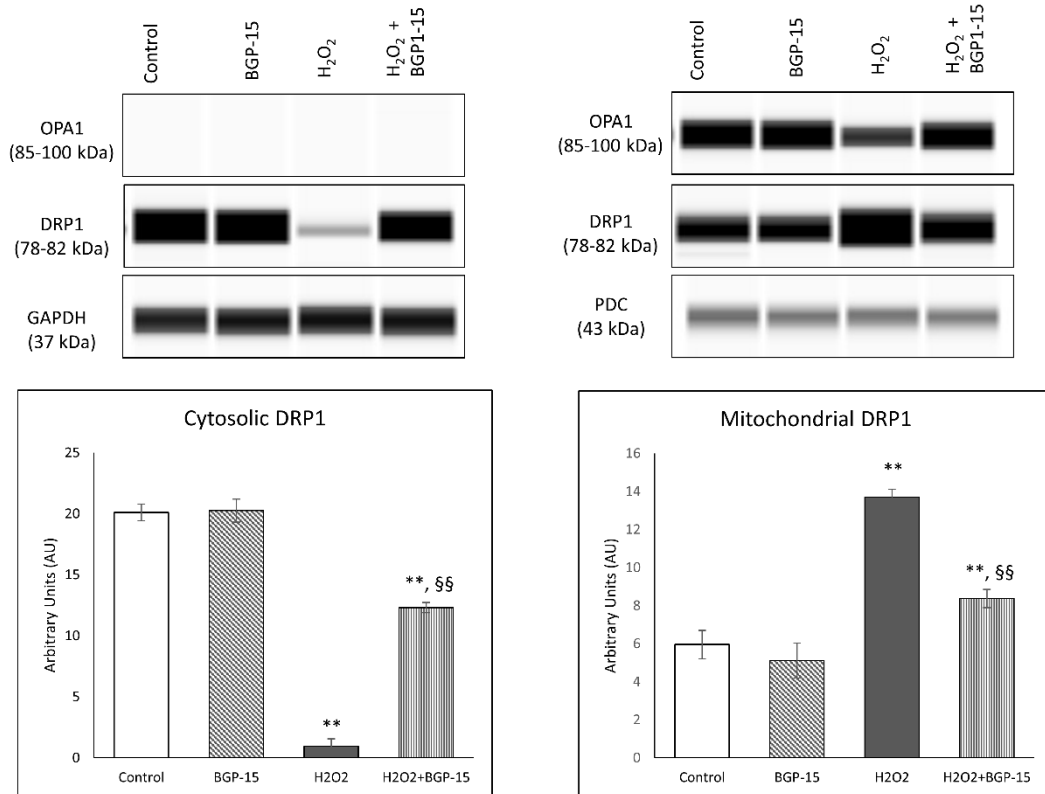 Control
BGP-15
H₂O₂
H₂O₂ +
BGP1-15
OPA1
(85-100 kDa)
DRP1
(78-82 kDa)
GAPDH
(37 kDa)
Control
BGP-15
H₂O₂
H₂O₂ +
BGP1-15
OPA1
(85-100 kDa)
DRP1
(78-82 kDa)
PDC
(43 kDa)
Cytosolic DRP1
Arbitrary Units (AU)
25
20
15
10
5
0
**
**, §§
Control BGP-15 H2O2 H2O2+BGP-15
Mitochondrial DRP1
Arbitrary Units (AU)
16
14
12
10
8
6
4
2
0
**
**, §§
Control BGP-15 H2O2 H2O2+BGP-15